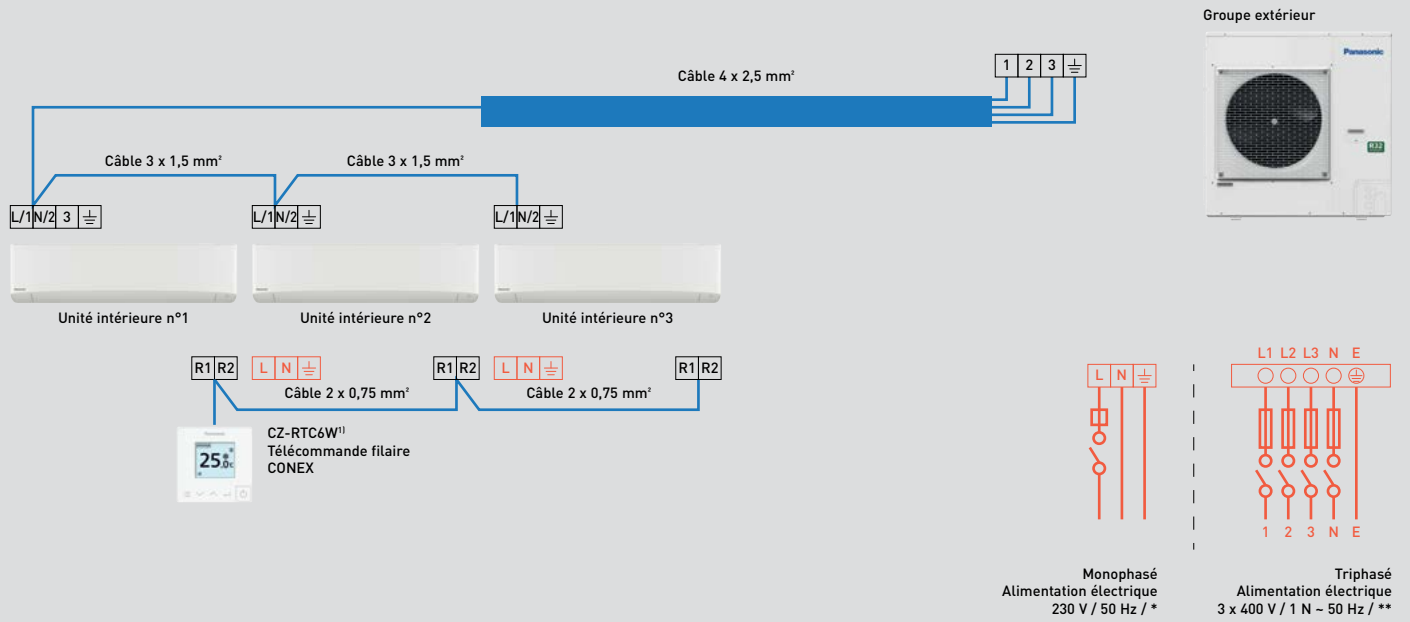 Groupe extérieur
Panasonic
R32
Câble 4 x 2,5 mm²
1 2 3
Câble 3 x 1,5 mm² Câble 3 x 1,5 mm²
L/1 N/2 3 L/1 N/2 L/1 N/2
Unité intérieure n°1 Unité intérieure n°2 Unité intérieure n°3
R1 R2 L N R1 R2 L N R1 R2
Câble 2 x 0,75 mm² Câble 2 x 0,75 mm²
CZ-RTC6W¹⁾
Télécommande filaire
CONEX
Panasonic
25.0c
L1 L2 L3 N E
L N
1 2 3 N E
Monophasé
Alimentation électrique
230 V / 50 Hz / *
Triphasé
Alimentation électrique
3 x 400 V / 1 N ~ 50 Hz / **